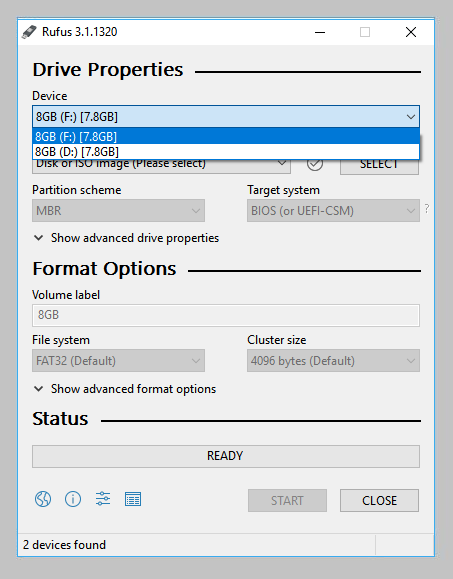 Rufus 3.1.1320
Drive Properties
Device
8GB (F:) [7.8GB]
8GB (F:) [7.8GB]
8GB (D:) [7.8GB]
Disk or ISO image (Please select) SELECT
Partition scheme Target system
MBR BIOS (or UEFI-CSM) ?
Show advanced drive properties
Format Options
Volume label
8GB
File system Cluster size
FAT32 (Default) 4096 bytes (Default)
Show advanced format options
Status
READY
START CLOSE
2 devices found